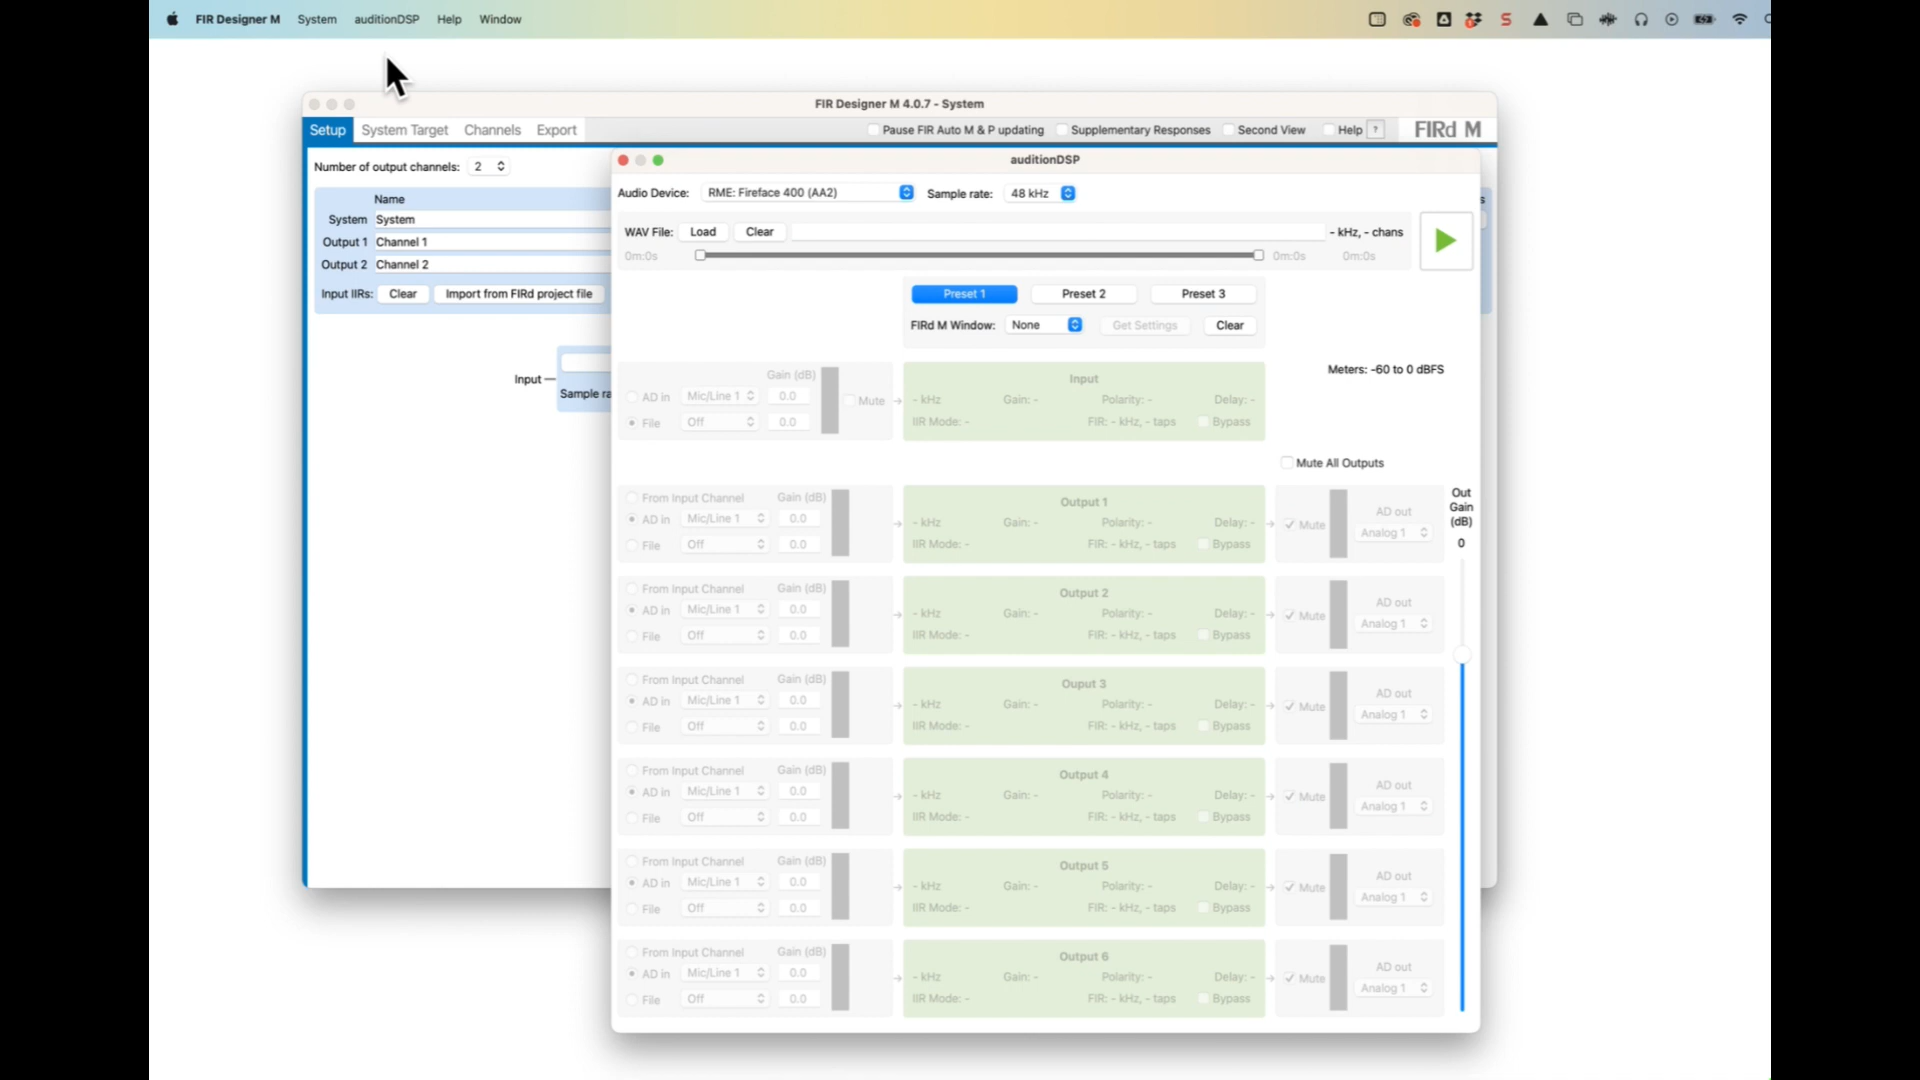 FIR Designer M System auditionDSP Help Window
FIR Designer M 4.0.7 - System
Setup System Target Channels Export Pause FIR Auto M & P updating Supplementary Responses Second View Help ? FIRd M
Number of output channels: 2
Name
System System
Output 1 Channel 1
Output 2 Channel 2
Input IIRs: Clear Import from FIRd project file
Input
Sample ra
auditionDSP
Audio Device: RME: Fireface 400 (AA2) Sample rate: 48 kHz
WAV File: Load Clear - kHz, - chans
0m:0s 0m:0s 0m:0s
Preset 1 Preset 2 Preset 3
FIRd M Window: None Get Settings Clear
Meters: -60 to 0 dBFS
Gain (dB) Input
AD in Mic/Line 1 0.0 Mute - kHz Gain: - Polarity: - Delay: -
File Off 0.0 IIR Mode: - FIR: - kHz, - taps Bypass
Mute All Outputs
Out Gain (dB)
0
From Input Channel Gain (dB) Output 1 AD out
AD in Mic/Line 1 0.0 - kHz Gain: - Polarity: - Delay: - Mute Analog 1
File Off 0.0 IIR Mode: - FIR: - kHz, - taps Bypass
From Input Channel Gain (dB) Output 2 AD out
AD in Mic/Line 1 0.0 - kHz Gain: - Polarity: - Delay: - Mute Analog 1
File Off 0.0 IIR Mode: - FIR: - kHz, - taps Bypass
From Input Channel Gain (dB) Ouput 3 AD out
AD in Mic/Line 1 0.0 - kHz Gain: - Polarity: - Delay: - Mute Analog 1
File Off 0.0 IIR Mode: - FIR: - kHz, - taps Bypass
From Input Channel Gain (dB) Output 4 AD out
AD in Mic/Line 1 0.0 - kHz Gain: - Polarity: - Delay: - Mute Analog 1
File Off 0.0 IIR Mode: - FIR: - kHz, - taps Bypass
From Input Channel Gain (dB) Output 5 AD out
AD in Mic/Line 1 0.0 - kHz Gain: - Polarity: - Delay: - Mute Analog 1
File Off 0.0 IIR Mode: - FIR: - kHz, - taps Bypass
From Input Channel Gain (dB) Output 6 AD out
AD in Mic/Line 1 0.0 - kHz Gain: - Polarity: - Delay: - Mute Analog 1
File Off 0.0 IIR Mode: - FIR: - kHz, - taps Bypass